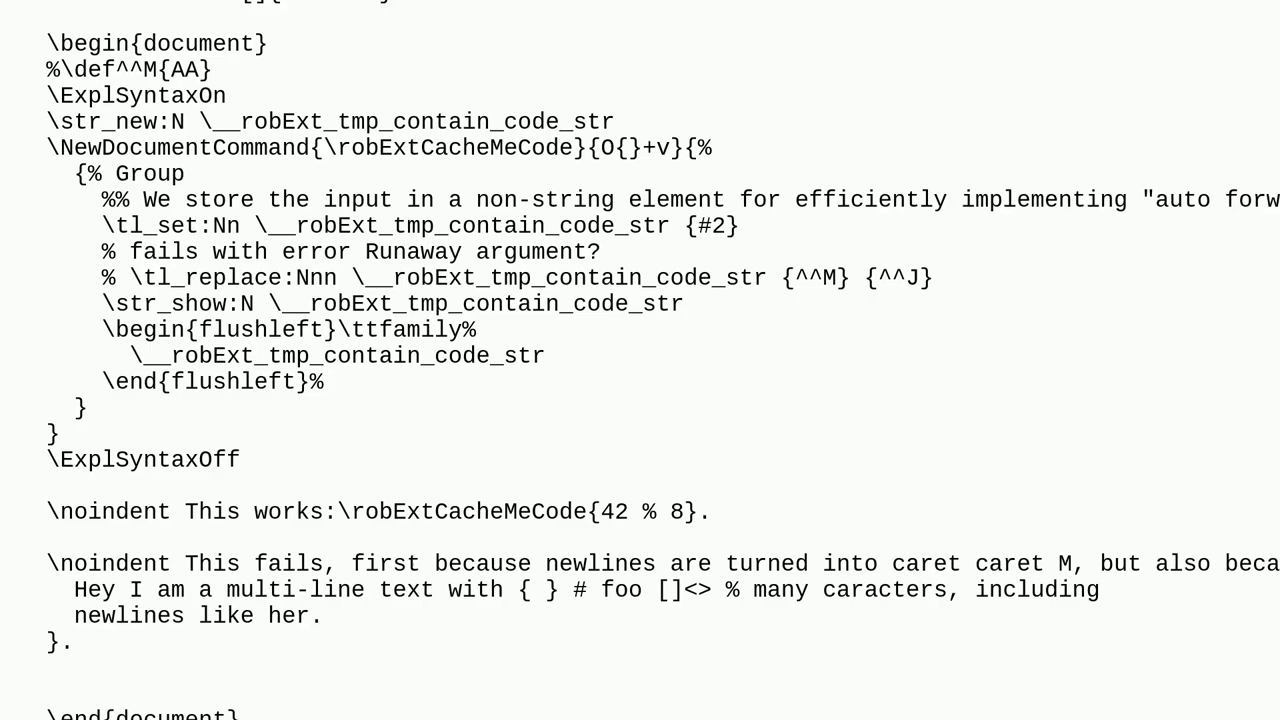 \begin{document}
%\def^^M{AA}
\ExplSyntaxOn
\str_new:N \__robExt_tmp_contain_code_str
\NewDocumentCommand{\robExtCacheMeCode}{O{}+v}{%
  {% Group
    %% We store the input in a non-string element for efficiently implementing "auto forw
    \tl_set:Nn \__robExt_tmp_contain_code_str {#2}
    % fails with error Runaway argument?
    % \tl_replace:Nnn \__robExt_tmp_contain_code_str {^^M} {^^J}
    \str_show:N \__robExt_tmp_contain_code_str
    \begin{flushleft}\ttfamily%
      \__robExt_tmp_contain_code_str
    \end{flushleft}%
  }
}
\ExplSyntaxOff

\noindent This works:\robExtCacheMeCode{42 % 8}.

\noindent This fails, first because newlines are turned into caret caret M, but also beca
  Hey I am a multi-line text with { } # foo []<> % many caracters, including
  newlines like her.
}.

\end{document}